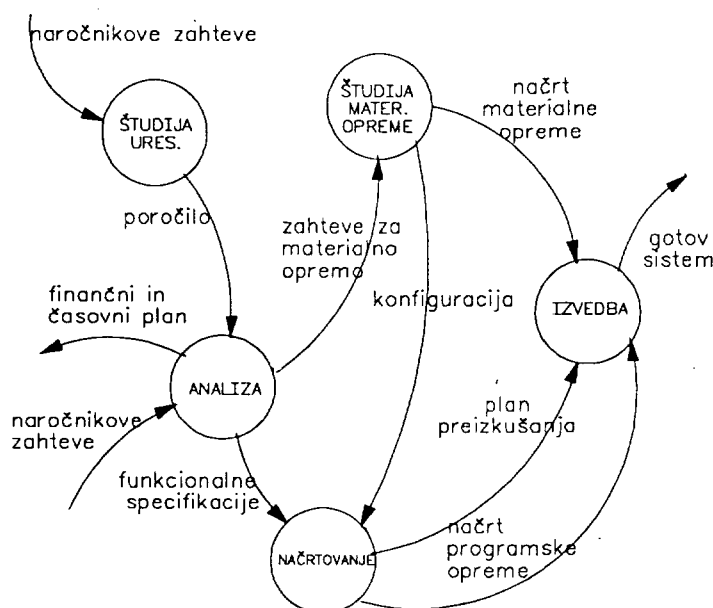 naročnikove zahteve
ŠTUDIJA
URES.
ŠTUDIJA
MATER.
OPREME
načrt
materialne
opreme
poročilo
zahteve za
materialno
opremo
gotov
sistem
finančni in
časovni plan
konfiguracija
IZVEDBA
ANALIZA
naročnikove
zahteve
plan
preizkušanja
funkcionalne
specifikacije
NAČRTOVANJE
načrt
programske
opreme